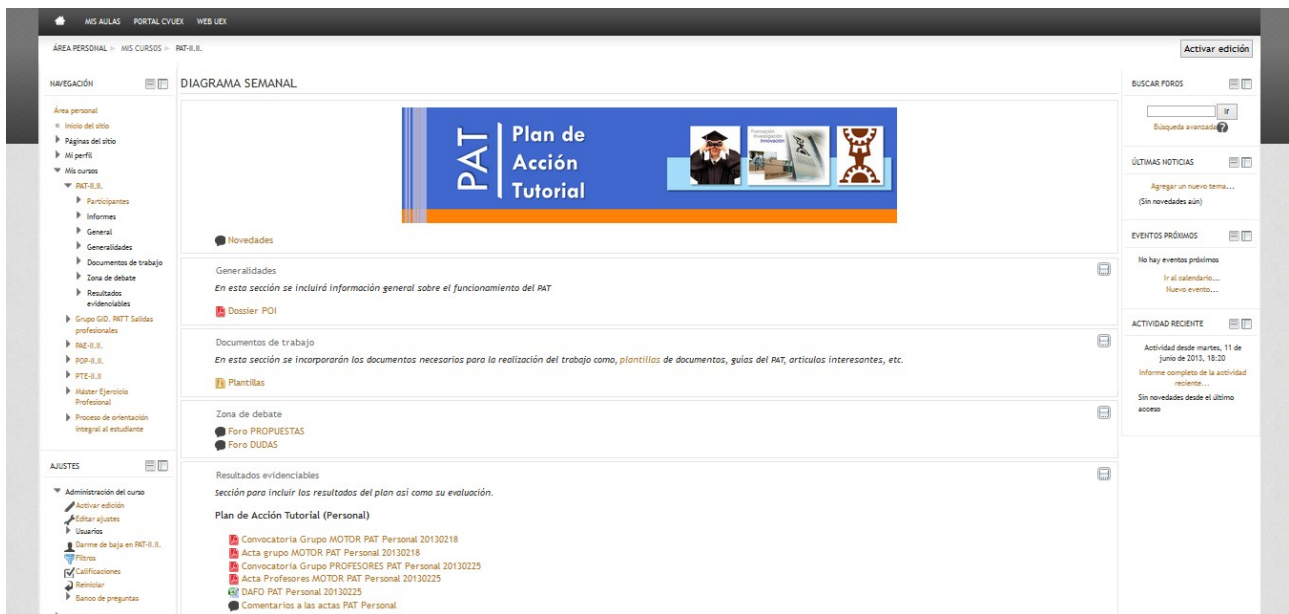 MIS AULAS PORTAL CVUEX WEB UEX
ÁREA PERSONAL ► MIS CURSOS ► PAT-II.II.
Activar edición
NAVEGACIÓN
Área personal
Inicio del sitio
Páginas del sitio
Mi perfil
Mis cursos
PAT-II.II.
Participantes
Informes
General
Generalidades
Documentos de trabajo
Zona de debate
Resultados
evidenciables
Grupo GID. PATT Salidas
profesionales
PAE-II.II.
POP-II.II.
PTE-II.II
Máster Ejercicio
Profesional
Proceso de orientación
integral al estudiante
AJUSTES
Administración del curso
Activar edición
Editar ajustes
Usuarios
Darme de baja en PAT-II.II.
Filtros
Calificaciones
Reiniciar
Banco de preguntas
DIAGRAMA SEMANAL
PAT
Plan de
Acción
Tutorial
Formación
Investigación
Innovación
Novedades
Generalidades
En esta sección se incluirá información general sobre el funcionamiento del PAT
Dossier POI
Documentos de trabajo
En esta sección se incorporarán los documentos necesarios para la realización del trabajo como, plantillas de documentos, guías del PAT, artículos interesantes, etc.
Plantillas
Zona de debate
Foro PROPUESTAS
Foro DUDAS
Resultados evidenciables
Sección para incluir los resultados del plan así como su evaluación.
Plan de Acción Tutorial (Personal)
Convocatoria Grupo MOTOR PAT Personal 20130218
Acta grupo MOTOR PAT Personal 20130218
Convocatoria Grupo PROFESORES PAT Personal 20130225
Acta Profesores MOTOR PAT Personal 20130225
DAFO PAT Personal 20130225
Comentarios a las actas PAT Personal
BUSCAR FOROS
Ir
Búsqueda avanzada
ÚLTIMAS NOTICIAS
Agregar un nuevo tema...
(Sin novedades aún)
EVENTOS PRÓXIMOS
No hay eventos próximos
Ir al calendario...
Nuevo evento...
ACTIVIDAD RECIENTE
Actividad desde martes, 11 de
junio de 2013, 18:20
Informe completo de la actividad
reciente...
Sin novedades desde el último
acceso